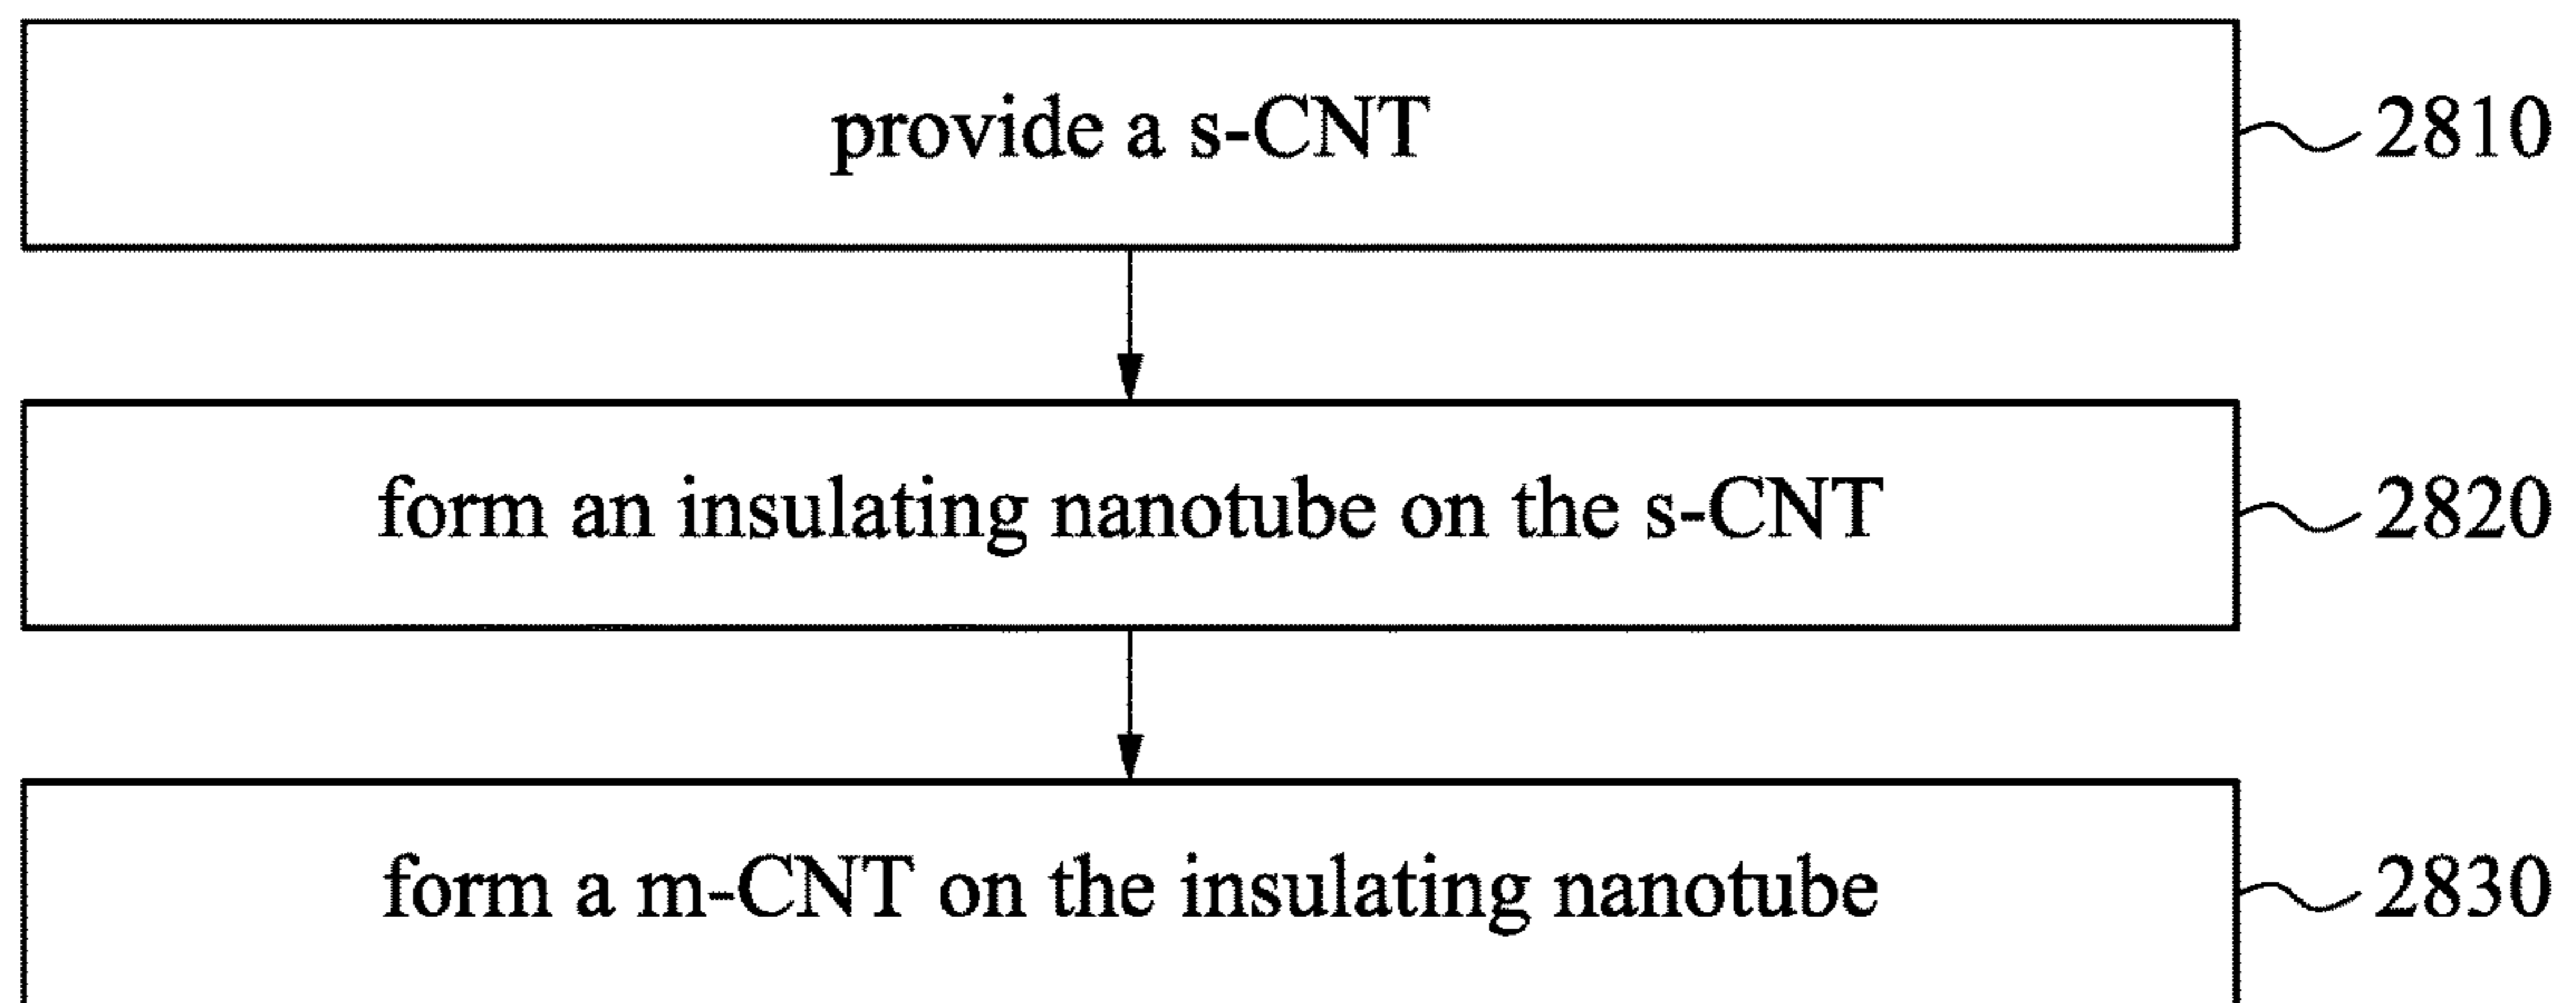 provide a s-CNT
2810
form an insulating nanotube on the s-CNT
2820
form a m-CNT on the insulating nanotube
2830